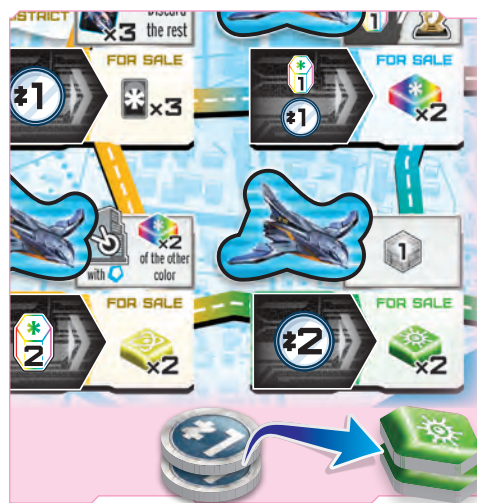 STRICT
Discard
×3
the rest
1
FOR SALE
1
×3
FOR SALE
1
1
×2
with
×2
of the other
color
1
FOR SALE
2
×2
FOR SALE
2
×2
1